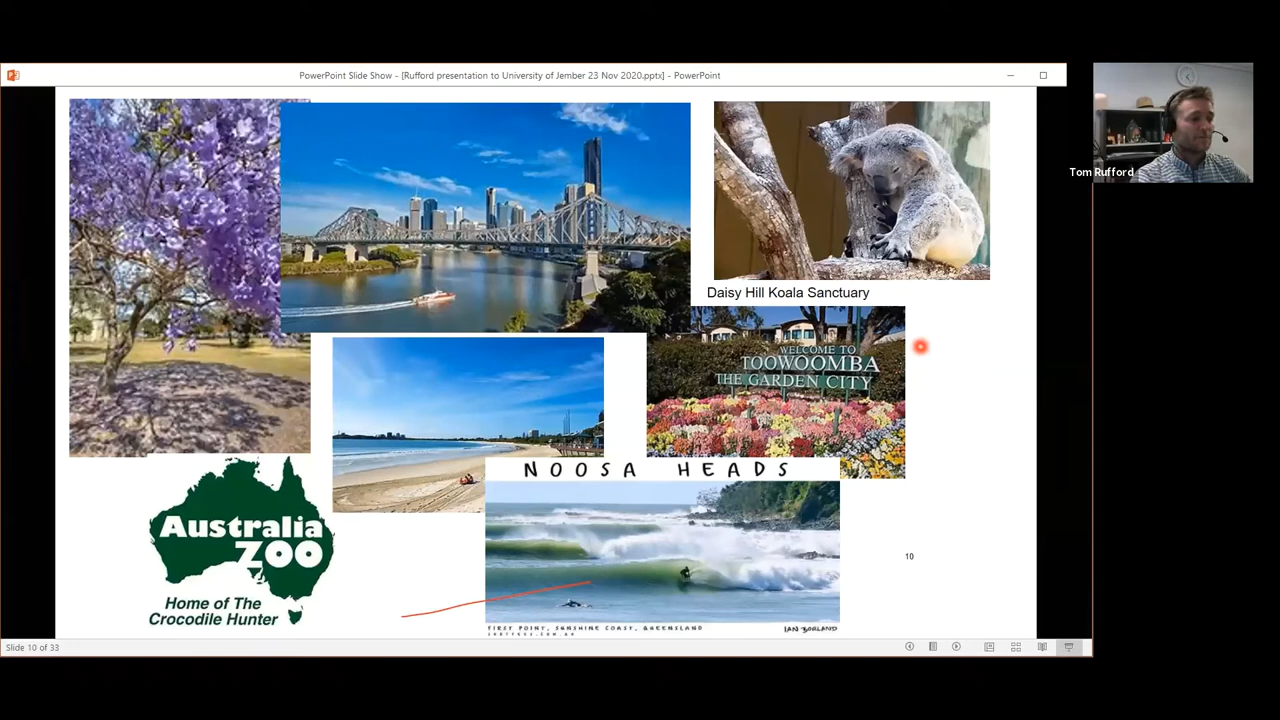 PowerPoint Slide Show - [Rufford presentation to University of Jember 23 Nov 2020.pptx] - PowerPoint
Tom Rufford
Daisy Hill Koala Sanctuary
WELCOME TO
TOOWOOMBA
THE GARDEN CITY
NOOSA HEADS
Australia
ZOO
Home of The
Crocodile Hunter
10
FIRST POINT, SUNSHINE COAST, QUEENSLAND
IAN BORLAND
Slide 10 of 33